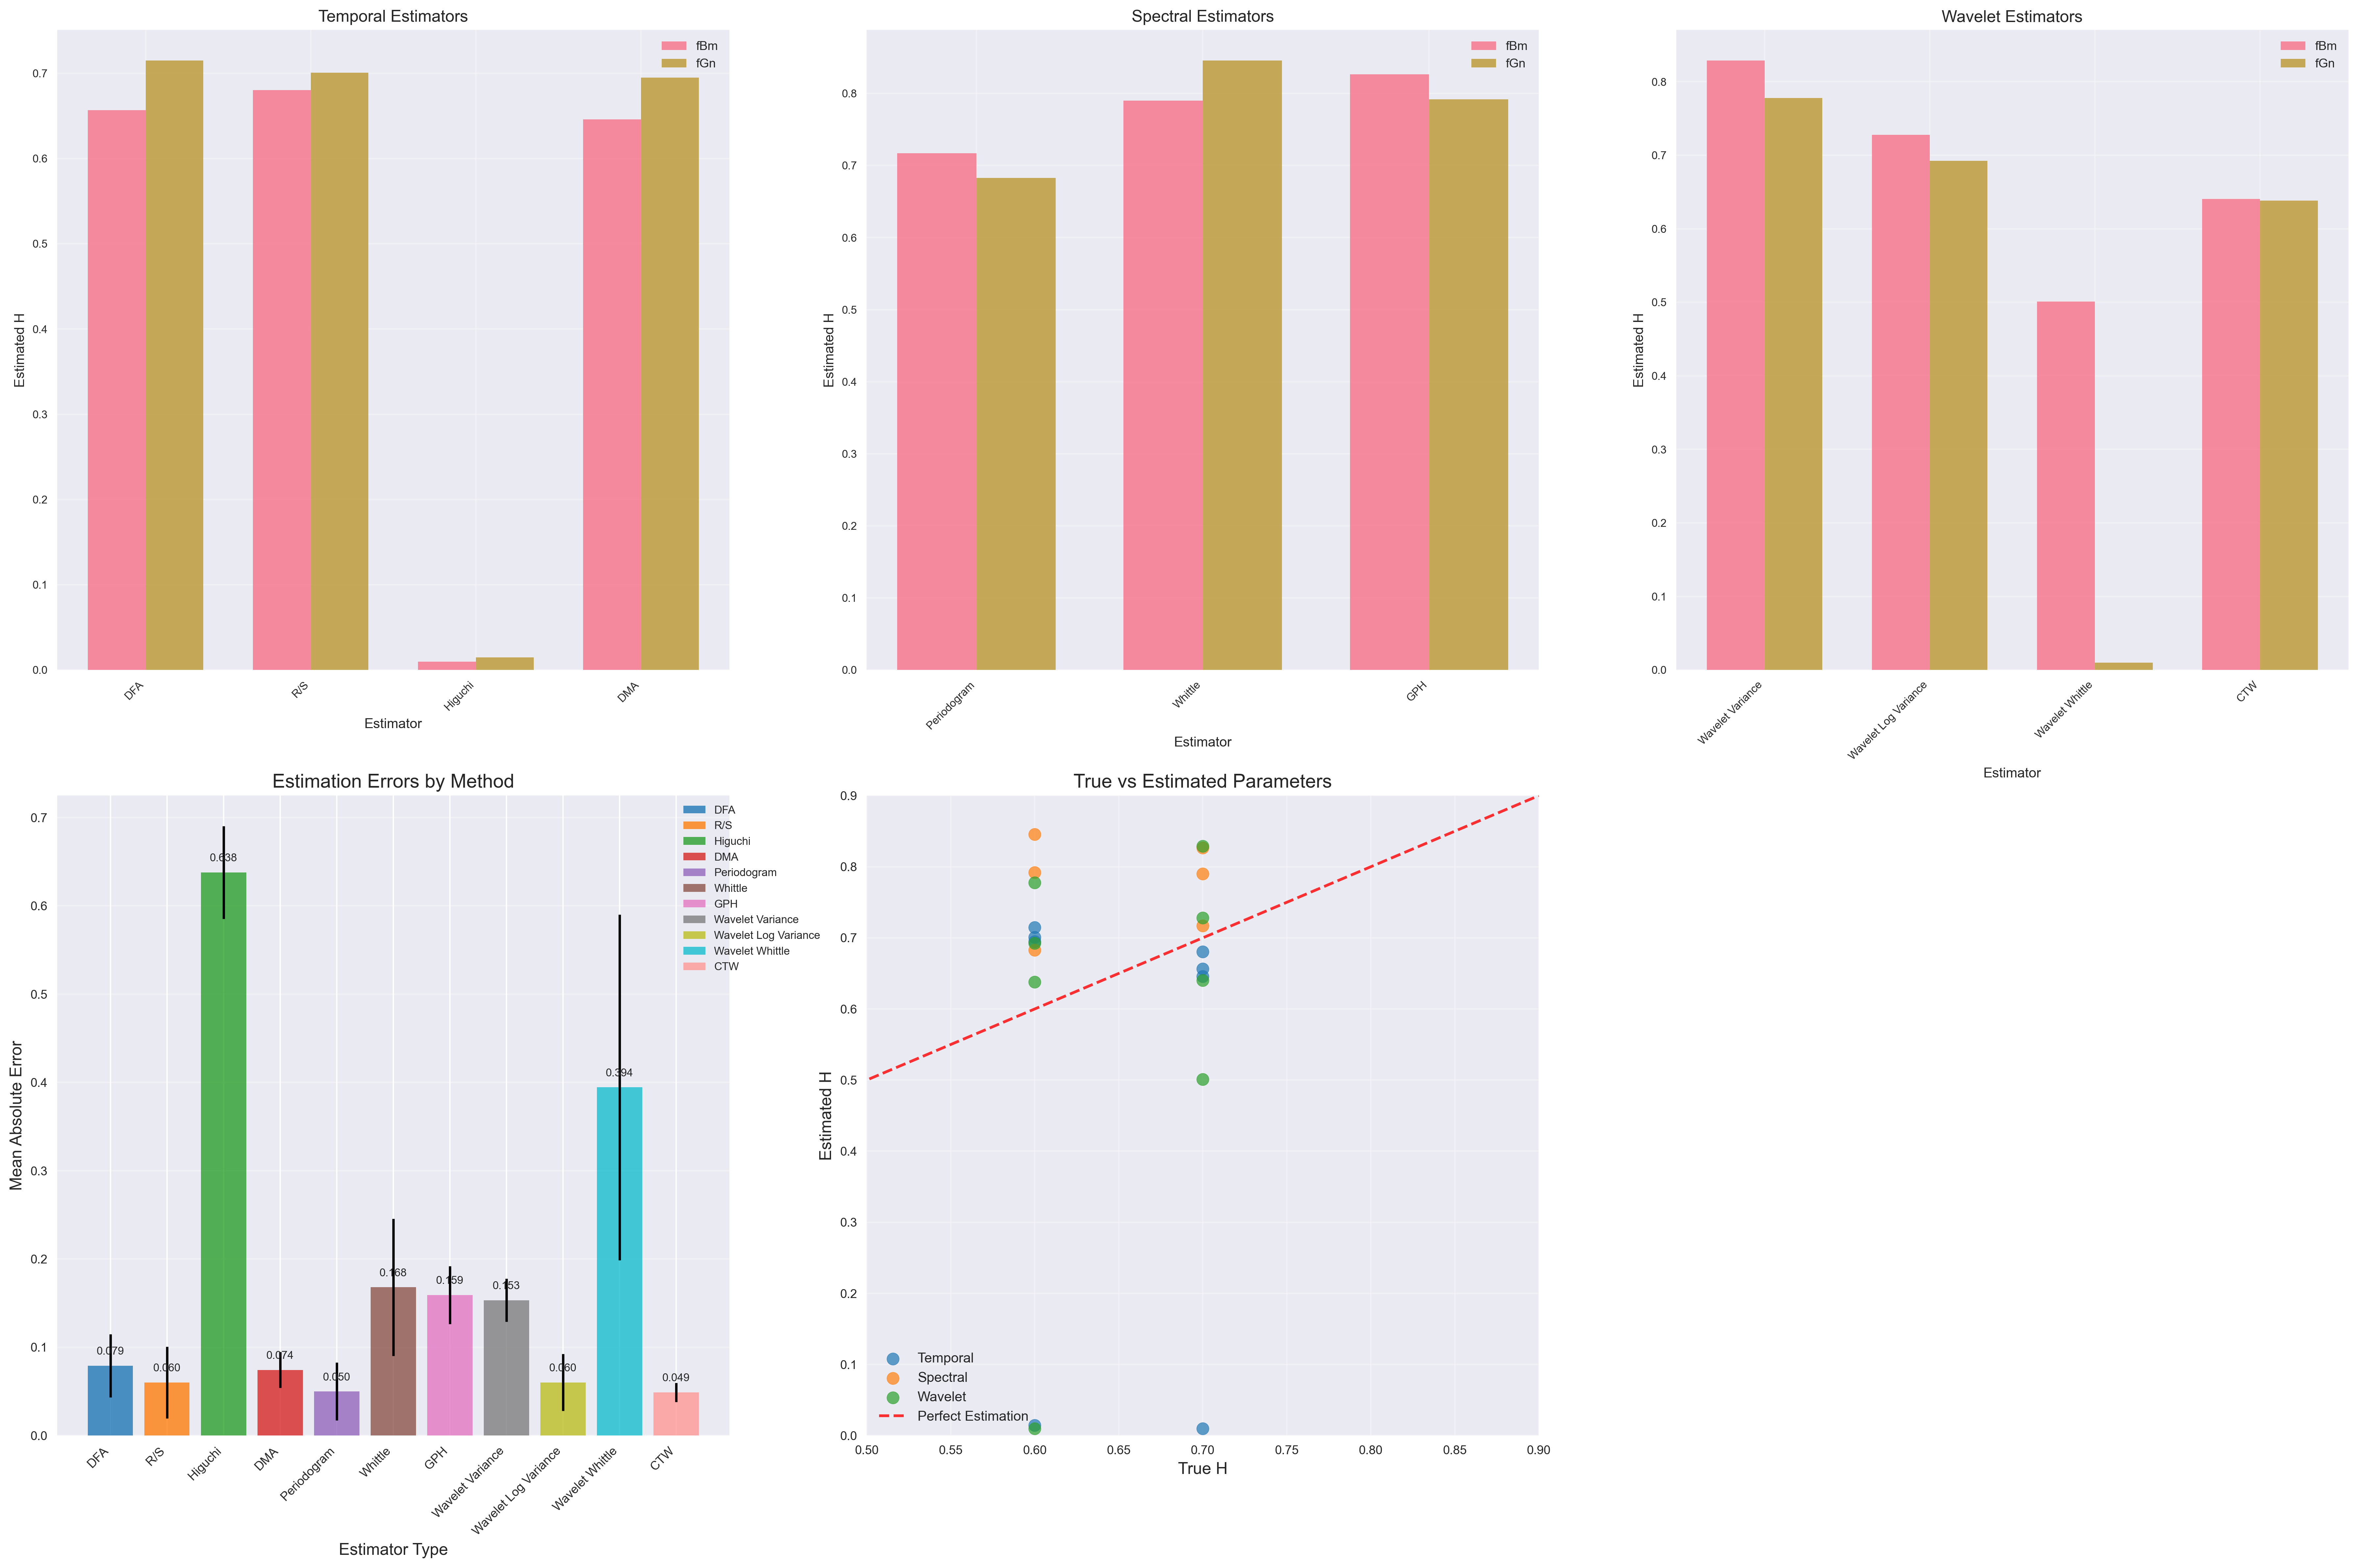 Temporal Estimators
fBm
fGn
0.7
0.6
0.5
0.4
0.3
0.2
0.1
0.0
Estimated H
DFA
R/S
Higuchi
DMA
Estimator
Spectral Estimators
fBm
fGn
0.8
0.7
0.6
0.5
0.4
0.3
0.2
0.1
0.0
Estimated H
Periodogram
Whittle
GPH
Estimator
Wavelet Estimators
fBm
fGn
0.8
0.7
0.6
0.5
0.4
0.3
0.2
0.1
0.0
Estimated H
Wavelet Variance
Wavelet Log Variance
Wavelet Whittle
CTW
Estimator
Estimation Errors by Method
DFA
R/S
Higuchi
DMA
Periodogram
Whittle
GPH
Wavelet Variance
Wavelet Log Variance
Wavelet Whittle
CTW
0.7
0.6
0.5
0.4
0.3
0.2
0.1
0.0
Mean Absolute Error
0.079
0.060
0.638
0.074
0.050
0.168
0.159
0.153
0.060
0.394
0.049
DFA
R/S
Higuchi
DMA
Periodogram
Whittle
GPH
Wavelet Variance
Wavelet Log Variance
Wavelet Whittle
CTW
Estimator Type
True vs Estimated Parameters
0.9
0.8
0.7
0.6
0.5
0.4
0.3
0.2
0.1
0.0
Estimated H
Temporal
Spectral
Wavelet
Perfect Estimation
0.50
0.55
0.60
0.65
0.70
0.75
0.80
0.85
0.90
True H